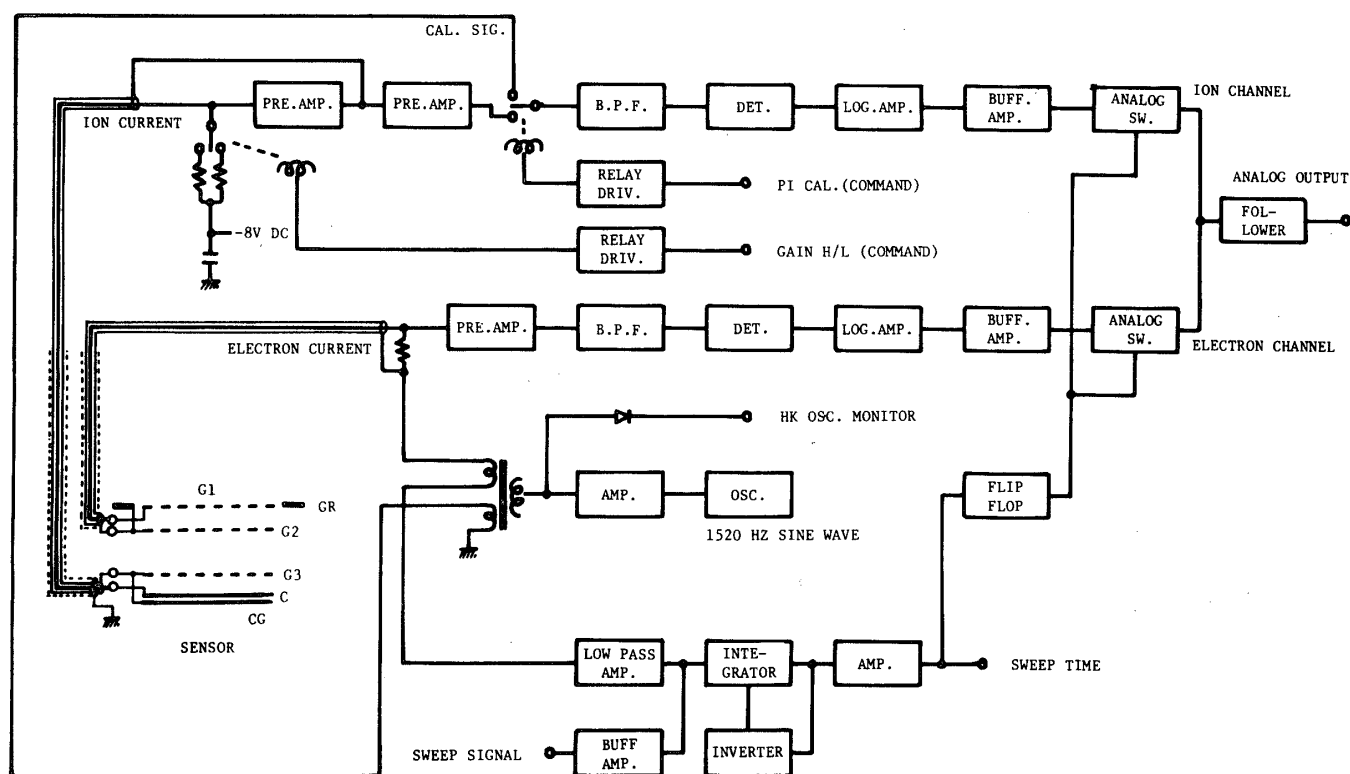 CAL. SIG.
PRE.AMP.
PRE.AMP.
B.P.F.
DET.
LOG.AMP.
BUFF.
AMP.
ANALOG
SW.
ION CHANNEL
ION CURRENT
RELAY
DRIV.
PI CAL.(COMMAND)
ANALOG OUTPUT
FOL-
LOWER
-8V DC
RELAY
DRIV.
GAIN H/L (COMMAND)
ELECTRON CURRENT
PRE.AMP.
B.P.F.
DET.
LOG.AMP.
BUFF.
AMP.
ANALOG
SW.
ELECTRON CHANNEL
HK OSC. MONITOR
AMP.
OSC.
1520 HZ SINE WAVE
FLIP
FLOP
G1
GR
G2
G3
C
CG
SENSOR
LOW PASS
AMP.
INTE-
GRATOR
AMP.
SWEEP TIME
SWEEP SIGNAL
BUFF
AMP.
INVERTER